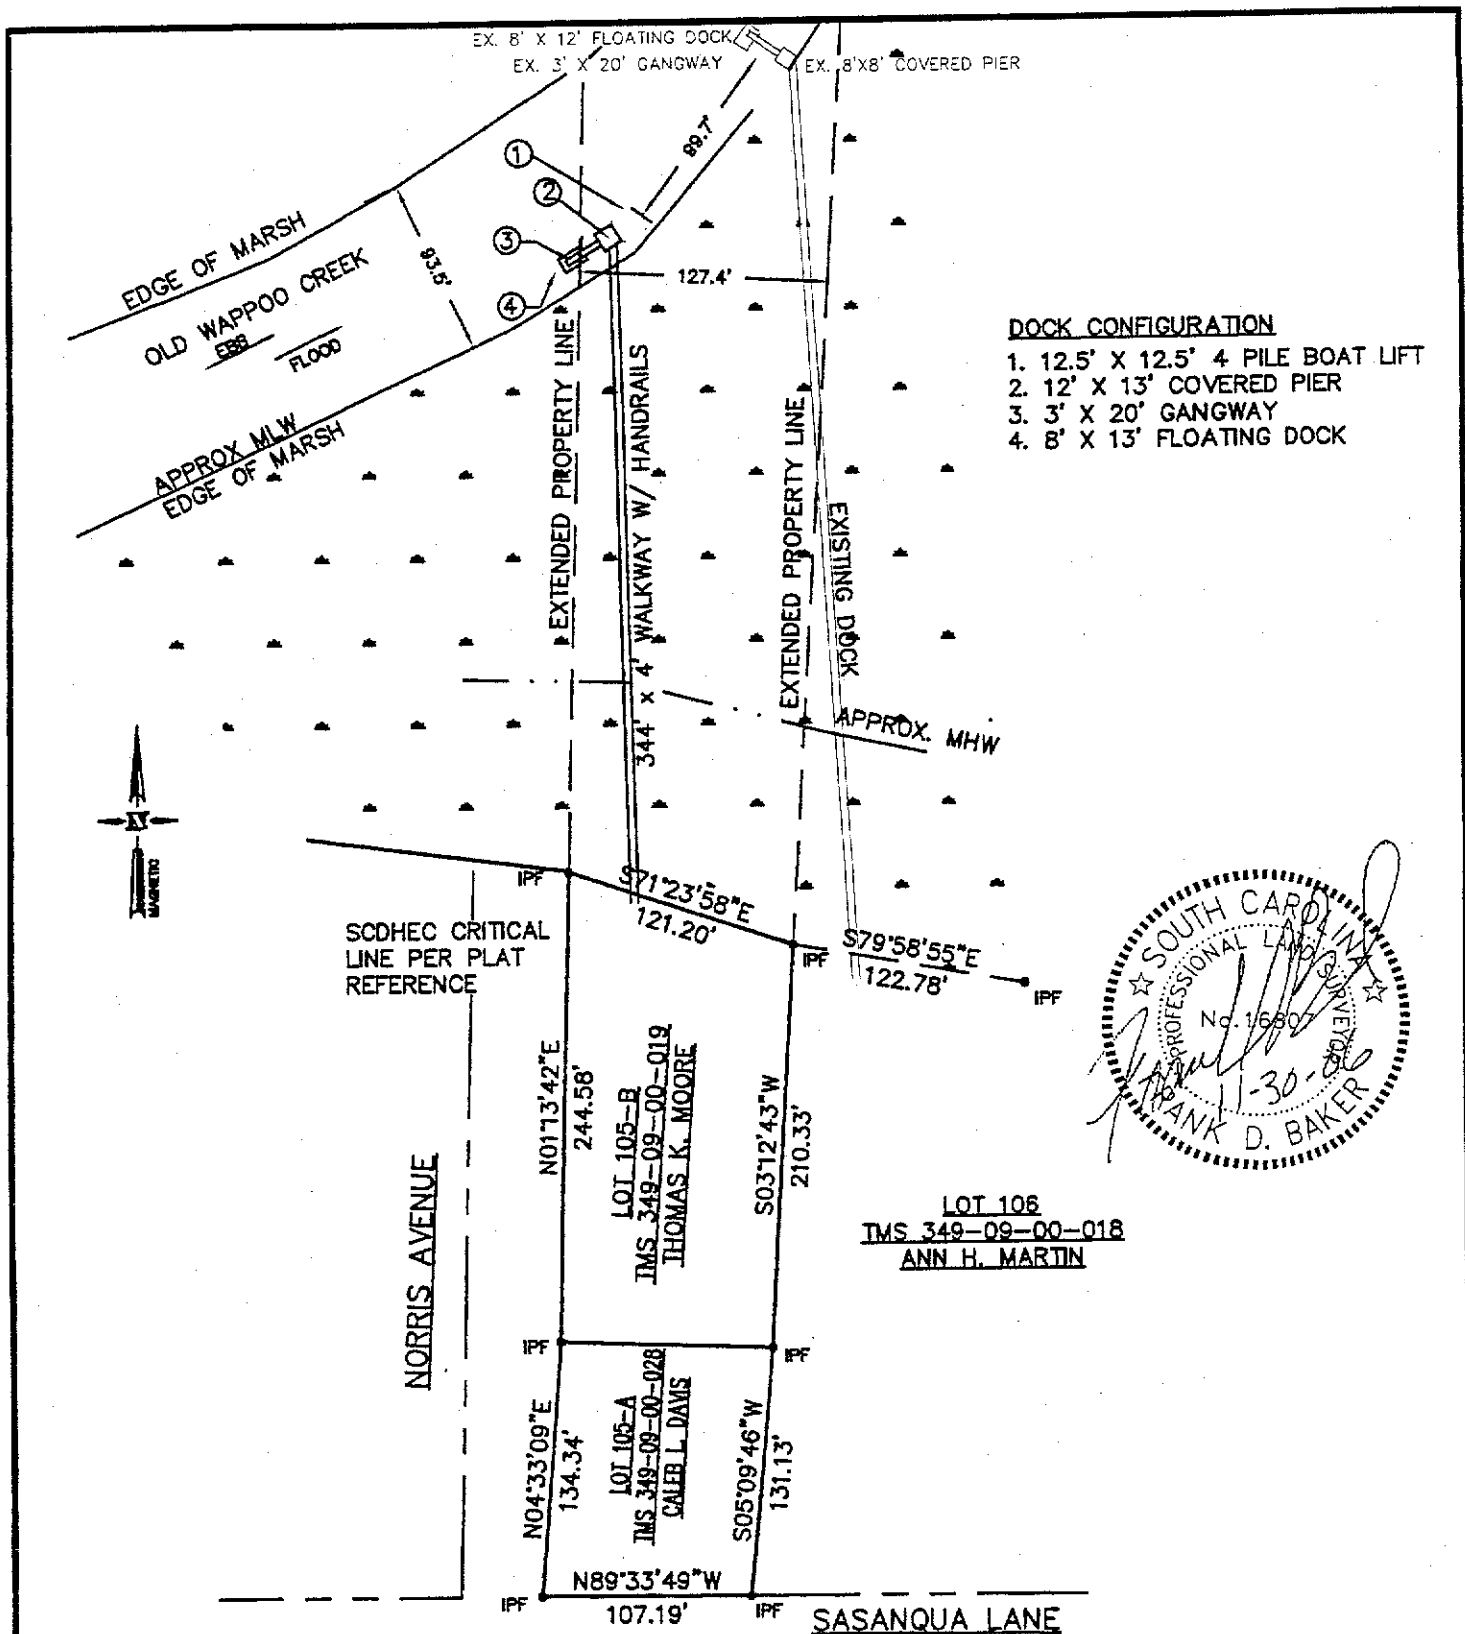 EX. 8' X 12' FLOATING DOCK
EX. 3' X 20' GANGWAY
EX. 8'X8' COVERED PIER
89.7'
1
2
3
4
EDGE OF MARSH
OLD WAPPOO CREEK
EBB
FLOOD
93.5'
127.4'
APPROX MLW
EDGE OF MARSH
DOCK CONFIGURATION
1. 12.5' X 12.5' 4 PILE BOAT LIFT
2. 12' X 13' COVERED PIER
3. 3' X 20' GANGWAY
4. 8' X 13' FLOATING DOCK
EXTENDED PROPERTY LINE
344' x 4' WALKWAY W/ HANDRAILS
EXTENDED PROPERTY LINE
EXISTING DOCK
APPROX. MHW
N
MAGNETIC
IPF
S71°23'58"E
121.20'
IPF
S79°58'55"E
122.78'
IPF
SCDHEC CRITICAL
LINE PER PLAT
REFERENCE
SOUTH CAROLINA
PROFESSIONAL LAND SURVEYOR
No. 16807
11-30-06
FRANK D. BAKER
N01°13'42"E
244.58'
LOT 105-B
TMS 349-09-00-019
THOMAS K. MOORE
S03°12'43"W
210.33'
LOT 106
TMS 349-09-00-018
ANN H. MARTIN
NORRIS AVENUE
IPF
IPF
N04°33'09"E
134.34'
LOT 105-A
TMS 349-09-00-028
CALEB L. DAVIS
S05°09'46"W
131.13'
N89°33'49"W
107.19'
IPF
IPF
SASANQUA LANE